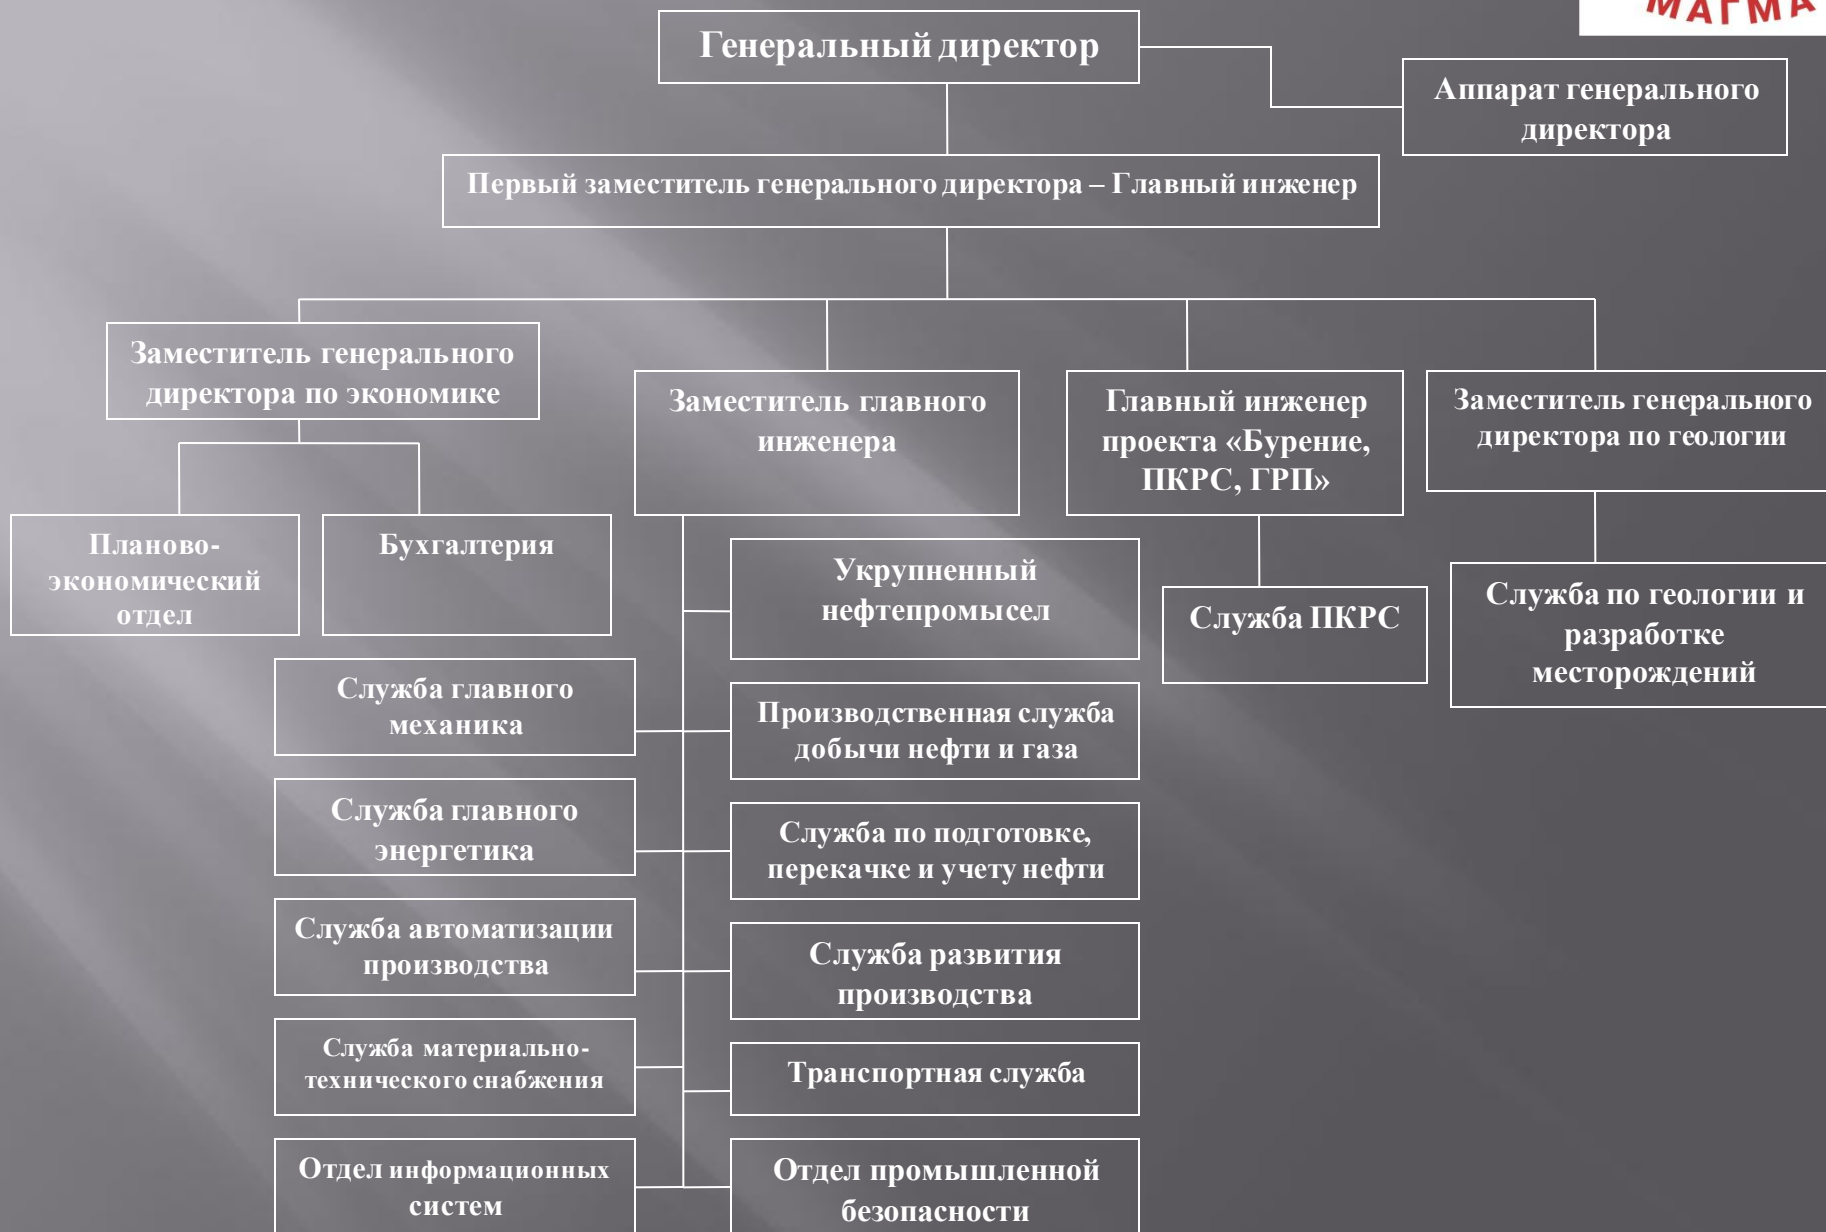 МАГМА
Генеральный директор
Аппарат генерального
директора
Первый заместитель генерального директора – Главный инженер
Заместитель генерального
директора по экономике
Заместитель главного
инженера
Главный инженер
проекта «Бурение,
ПКРС, ГРП»
Заместитель генерального
директора по геологии
Планово-
экономический
отдел
Бухгалтерия
Укрупненный
нефтепромысел
Служба ПКРС
Служба по геологии и
разработке
месторождений
Служба главного
механика
Производственная служба
добычи нефти и газа
Служба главного
энергетика
Служба по подготовке,
перекачке и учету нефти
Служба автоматизации
производства
Служба развития
производства
Служба материально-
технического снабжения
Транспортная служба
Отдел информационных
систем
Отдел промышленной
безопасности